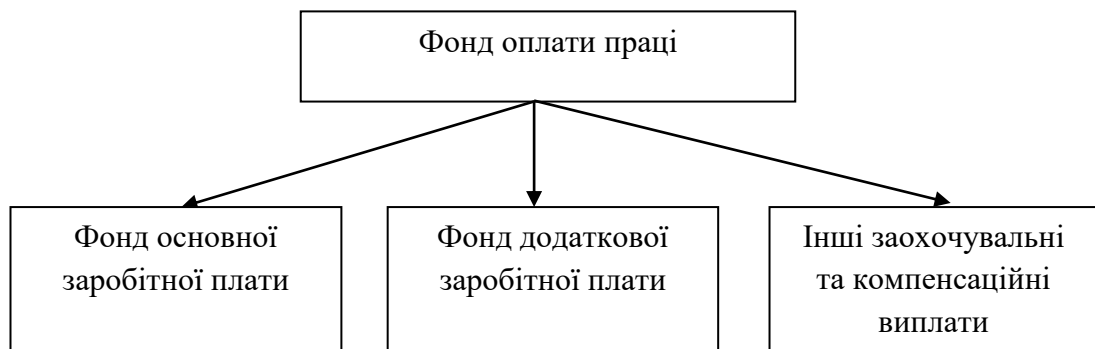 Фонд оплати праці
Фонд основної
заробітної плати
Фонд додаткової
заробітної плати
Інші заохочувальні
та компенсаційні
виплати